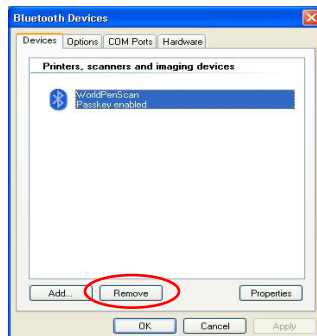 Bluetooth Devices
Devices Options COM Ports Hardware
Printers, scanners and imaging devices
WorldPenScan
Passkey enabled
Add... Remove Properties
OK Cancel Apply